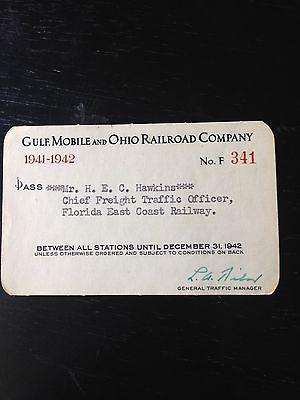 GULF, MOBILE AND OHIO RAILROAD COMPANY
1941-1942
No. F 341
PASS ***Mr. H. E. C. Hawkins***
Chief Freight Traffic Officer,
Florida East Coast Railway.
BETWEEN ALL STATIONS UNTIL DECEMBER 31, 1942
UNLESS OTHERWISE ORDERED AND SUBJECT TO CONDITIONS ON BACK
GENERAL TRAFFIC MANAGER